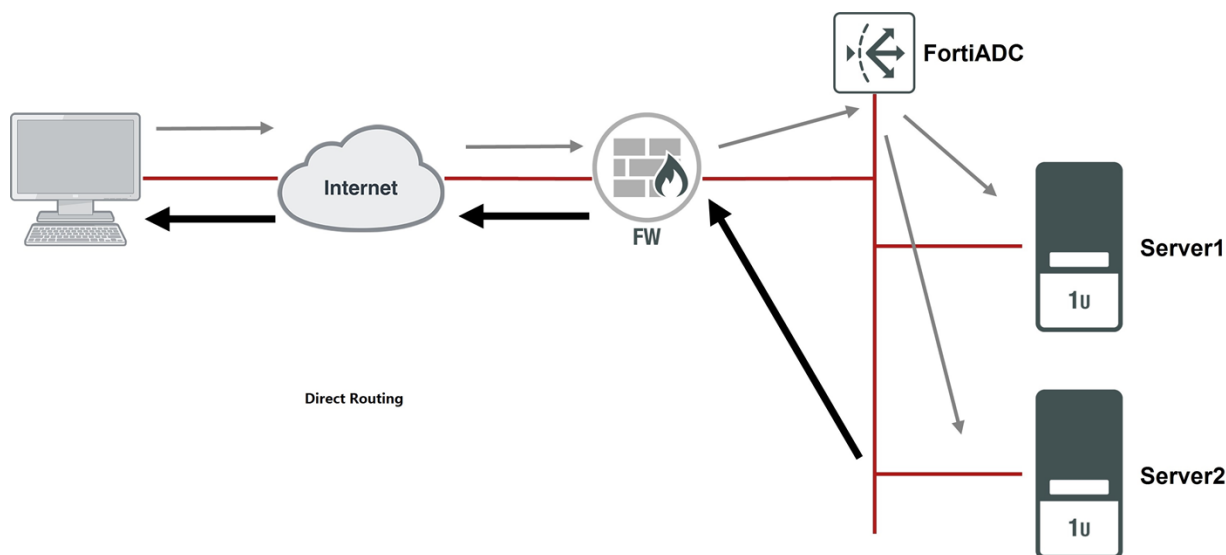 FortiADC
Internet
FW
Server1
1U
Direct Routing
Server2
1U